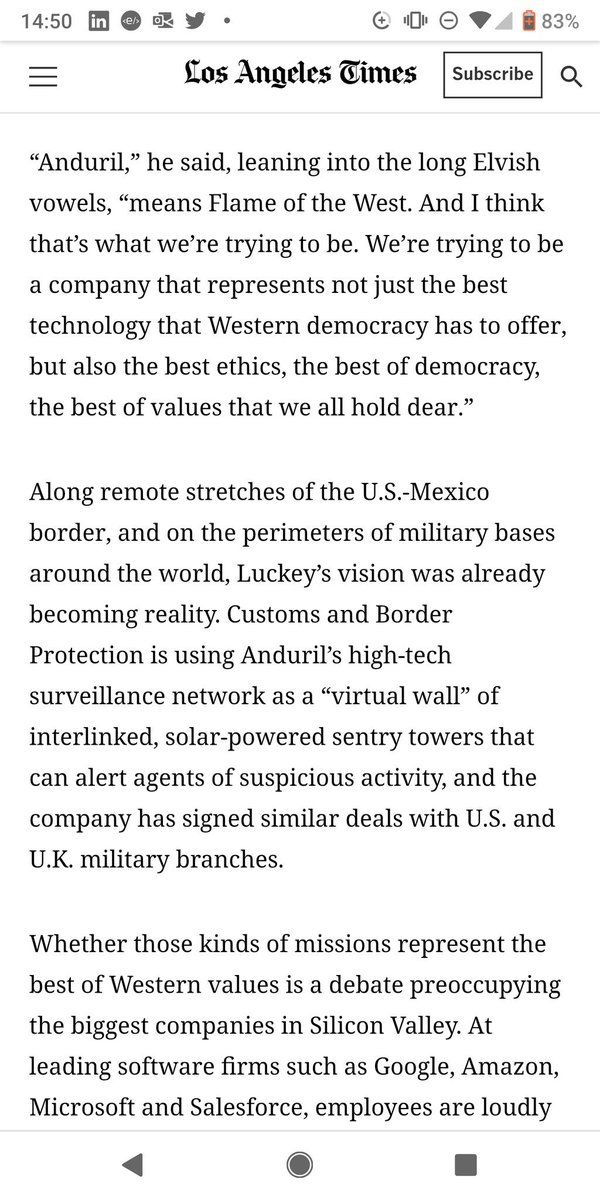 14:50 in </e> 83%
Los Angeles Times Subscribe
“Anduril,” he said, leaning into the long Elvish
vowels, “means Flame of the West. And I think
that’s what we’re trying to be. We’re trying to be
a company that represents not just the best
technology that Western democracy has to offer,
but also the best ethics, the best of democracy,
the best of values that we all hold dear.”
Along remote stretches of the U.S.-Mexico
border, and on the perimeters of military bases
around the world, Luckey’s vision was already
becoming reality. Customs and Border
Protection is using Anduril’s high-tech
surveillance network as a “virtual wall” of
interlinked, solar-powered sentry towers that
can alert agents of suspicious activity, and the
company has signed similar deals with U.S. and
U.K. military branches.
Whether those kinds of missions represent the
best of Western values is a debate preoccupying
the biggest companies in Silicon Valley. At
leading software firms such as Google, Amazon,
Microsoft and Salesforce, employees are loudly